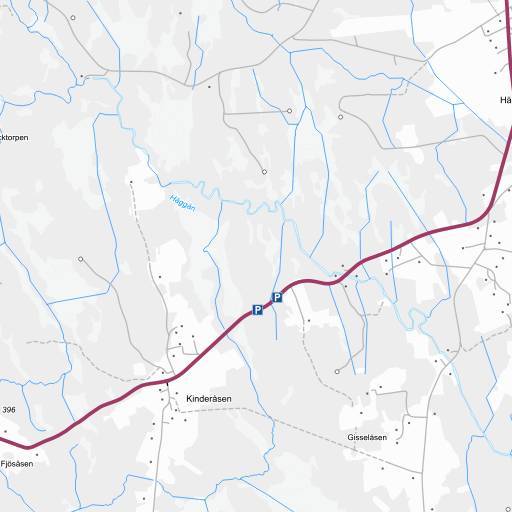 Hä
cktorpen
Häggån
P
P
Kinderåsen
396
Gisselåsen
Fjösåsen